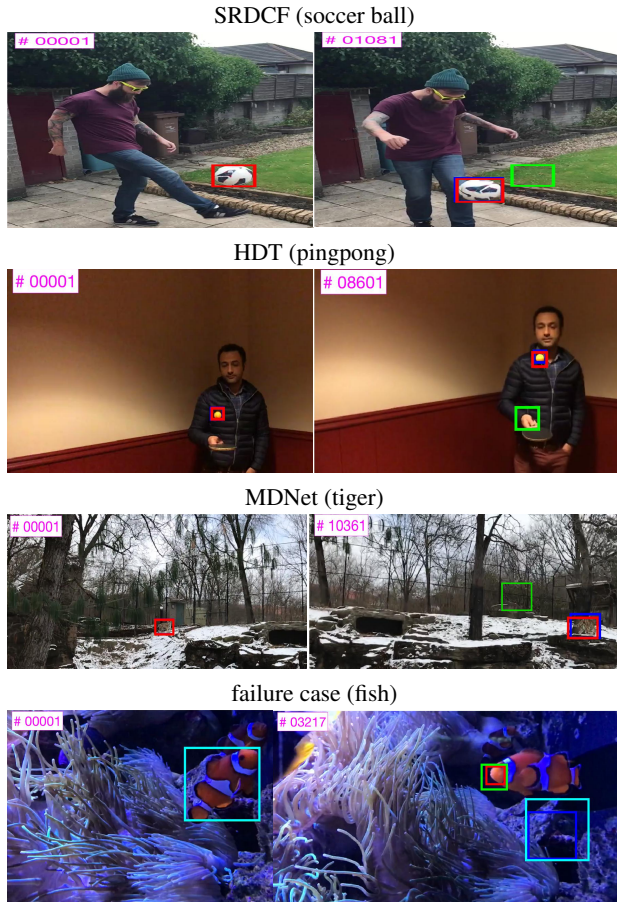 SRDCF (soccer ball)
# 00001 # 01081
HDT (pingpong)
# 00001 # 08601
MDNet (tiger)
# 00001 # 10361
failure case (fish)
# 00001 # 03217